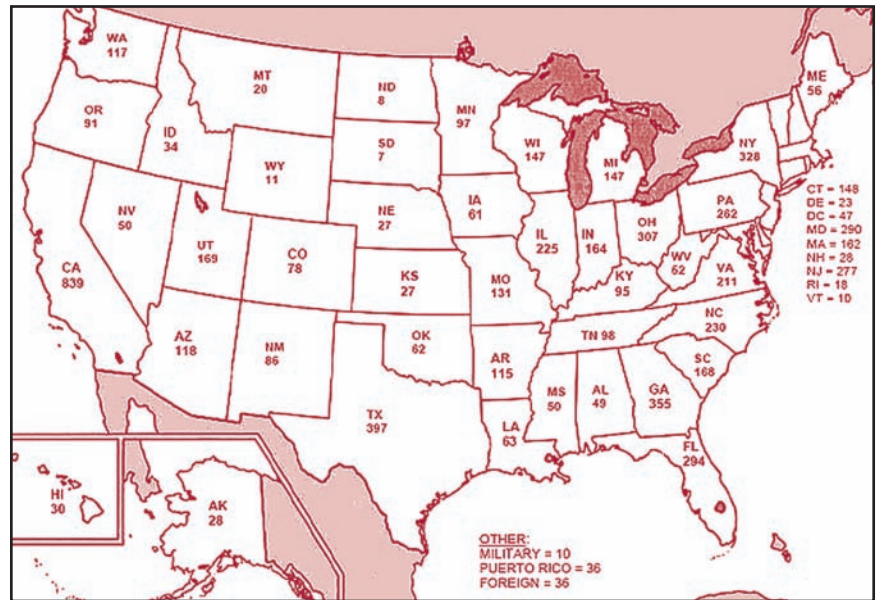 WA
117
MT
20
ND
8
MN
97
ME
56
OR
91
ID
34
SD
7
WI
147
MI
147
NY
328
WY
11
CT = 148
DE = 23
DC = 47
MD = 290
MA = 162
NH = 28
NJ = 277
RI = 18
VT = 10
NV
50
UT
169
NE
27
IA
61
IL
225
IN
164
OH
307
PA
262
CA
839
CO
78
KS
27
MO
131
KY
95
WV
62
VA
211
AZ
118
NM
86
OK
62
AR
115
TN 98
NC
230
SC
168
TX
397
LA
63
MS
50
AL
49
GA
355
FL
294
HI
30
AK
28
OTHER:
MILITARY = 10
PUERTO RICO = 36
FOREIGN = 36